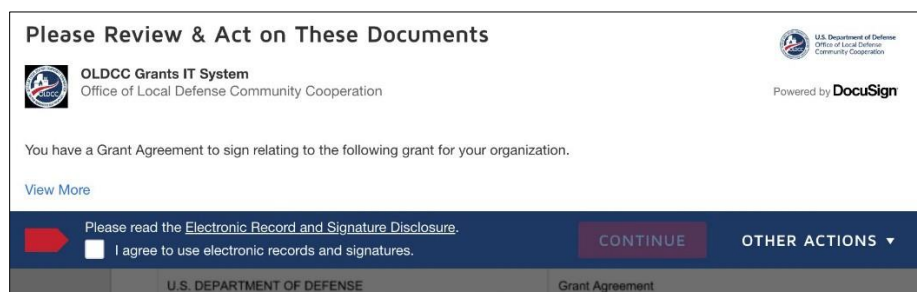 Please Review & Act on These Documents
U.S. Department of Defense
Office of Local Defense
Community Cooperation
OLDCC
OLDCC Grants IT System
Office of Local Defense Community Cooperation
Powered by DocuSign
You have a Grant Agreement to sign relating to the following grant for your organization.
View More
Please read the Electronic Record and Signature Disclosure.
I agree to use electronic records and signatures.
CONTINUE
OTHER ACTIONS
U.S. DEPARTMENT OF DEFENSE
Grant Agreement